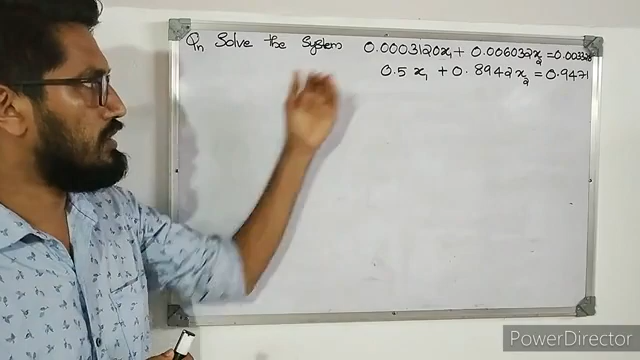 Qn Solve the System 0.0003120x₁ + 0.006032x₂ = 0.003328
0.5 x₁ + 0.8942x₂ = 0.9471
PowerDirector